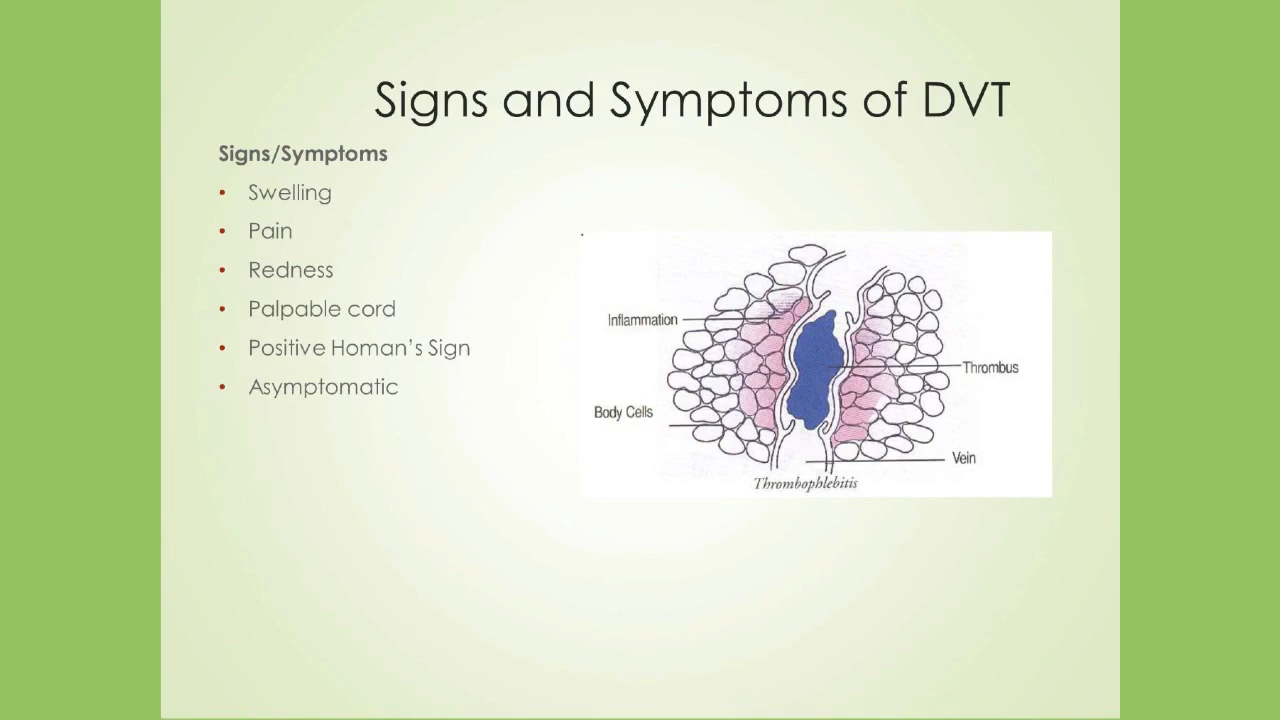 Signs and Symptoms of DVT
Signs/Symptoms
• Swelling
• Pain
• Redness
• Palpable cord
• Positive Homan’s Sign
• Asymptomatic
Inflammation
Thrombus
Body Cells
Vein
Thrombophlebitis